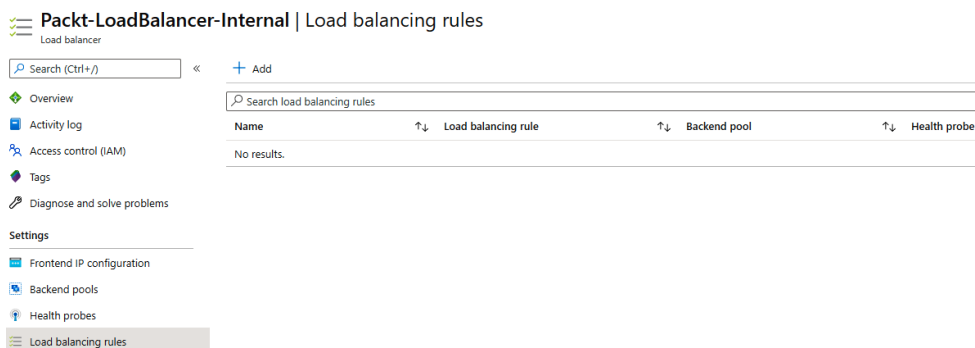 Packt-LoadBalancer-Internal | Load balancing rules
Load balancer
Search (Ctrl+/)
«
Add
Overview
Activity log
Access control (IAM)
Tags
Diagnose and solve problems
Settings
Frontend IP configuration
Backend pools
Health probes
Load balancing rules
Search load balancing rules
Name ↑↓ Load balancing rule ↑↓ Backend pool ↑↓ Health probe
No results.